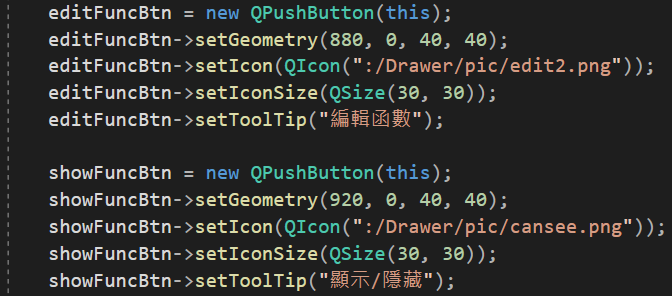 editFuncBtn = new QPushButton(this);
editFuncBtn->setGeometry(880, 0, 40, 40);
editFuncBtn->setIcon(QIcon(":/Drawer/pic/edit2.png"));
editFuncBtn->setIconSize(QSize(30, 30));
editFuncBtn->setToolTip("編輯函數");
showFuncBtn = new QPushButton(this);
showFuncBtn->setGeometry(920, 0, 40, 40);
showFuncBtn->setIcon(QIcon(":/Drawer/pic/cansee.png"));
showFuncBtn->setIconSize(QSize(30, 30));
showFuncBtn->setToolTip("顯示/隱藏");